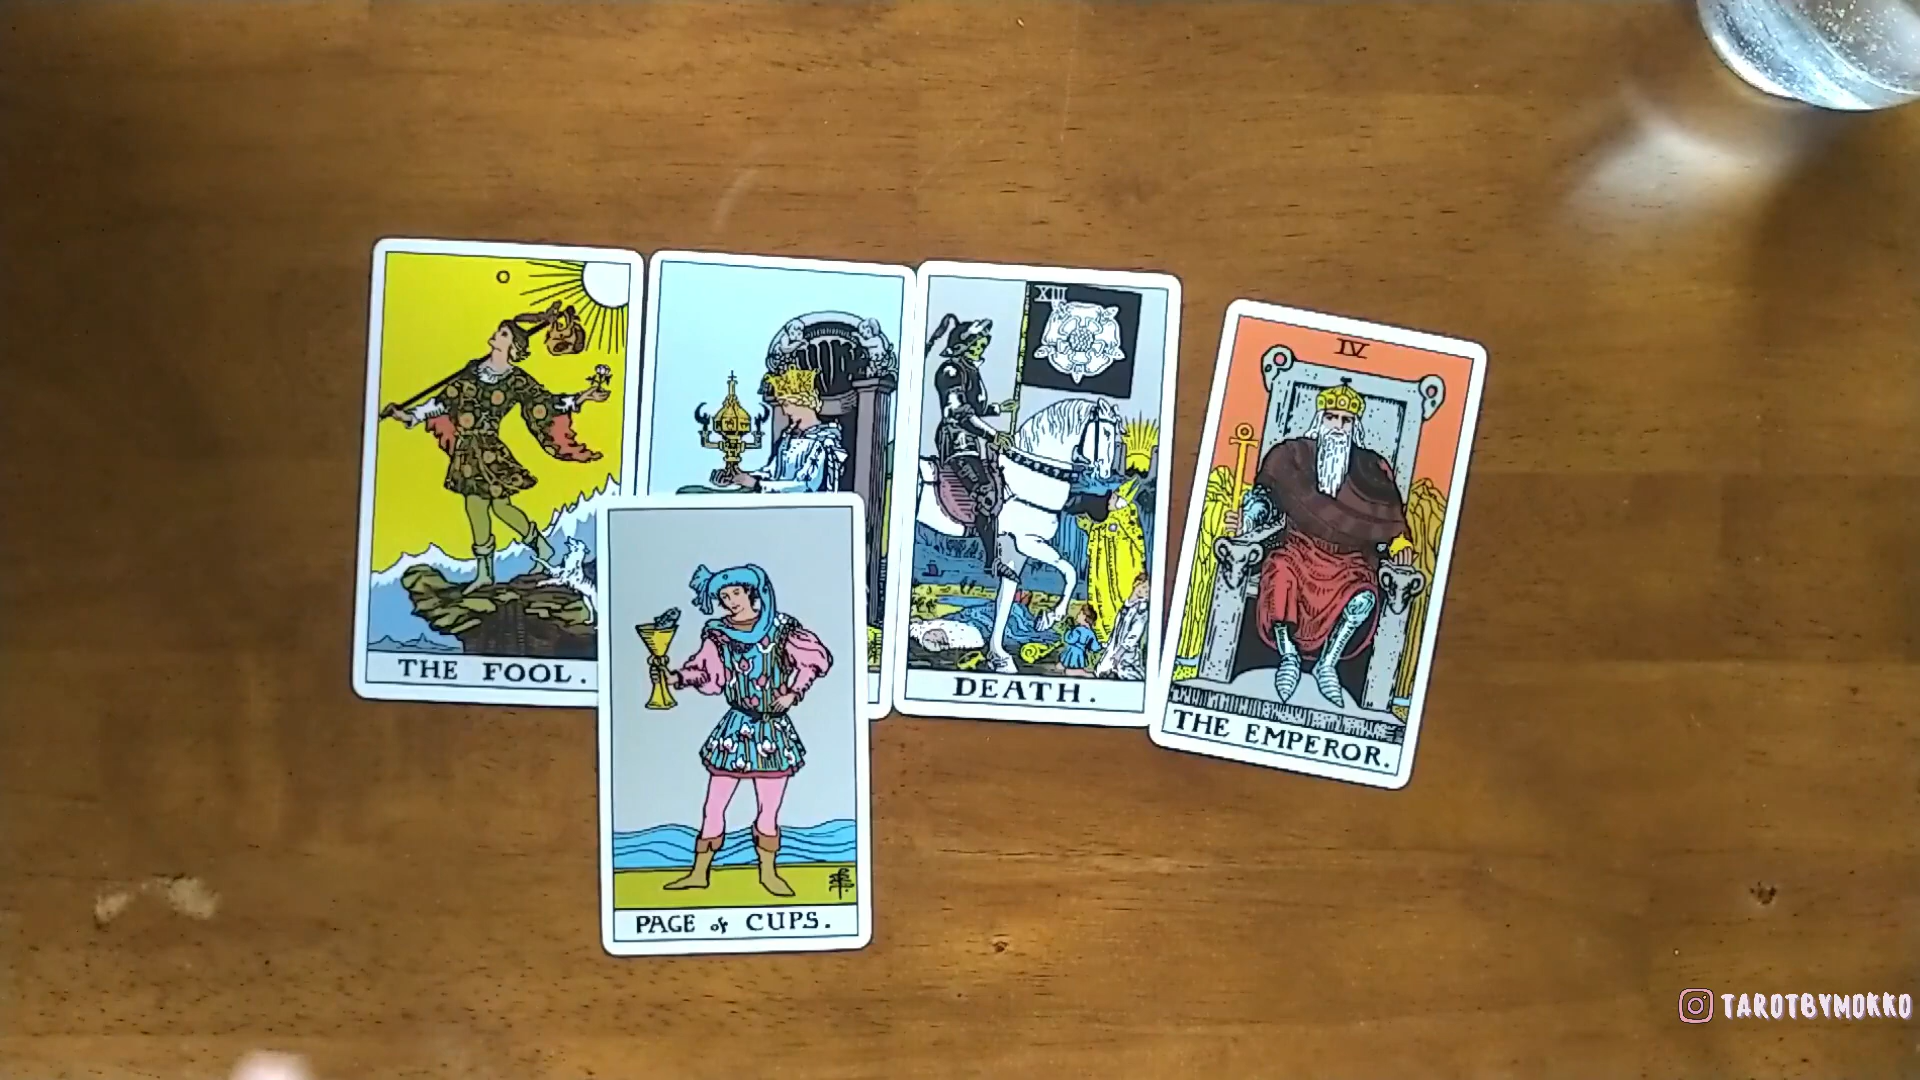 XIII
IV
THE FOOL.
DEATH.
THE EMPEROR.
PAGE of CUPS.
TAROTBYMOKKO